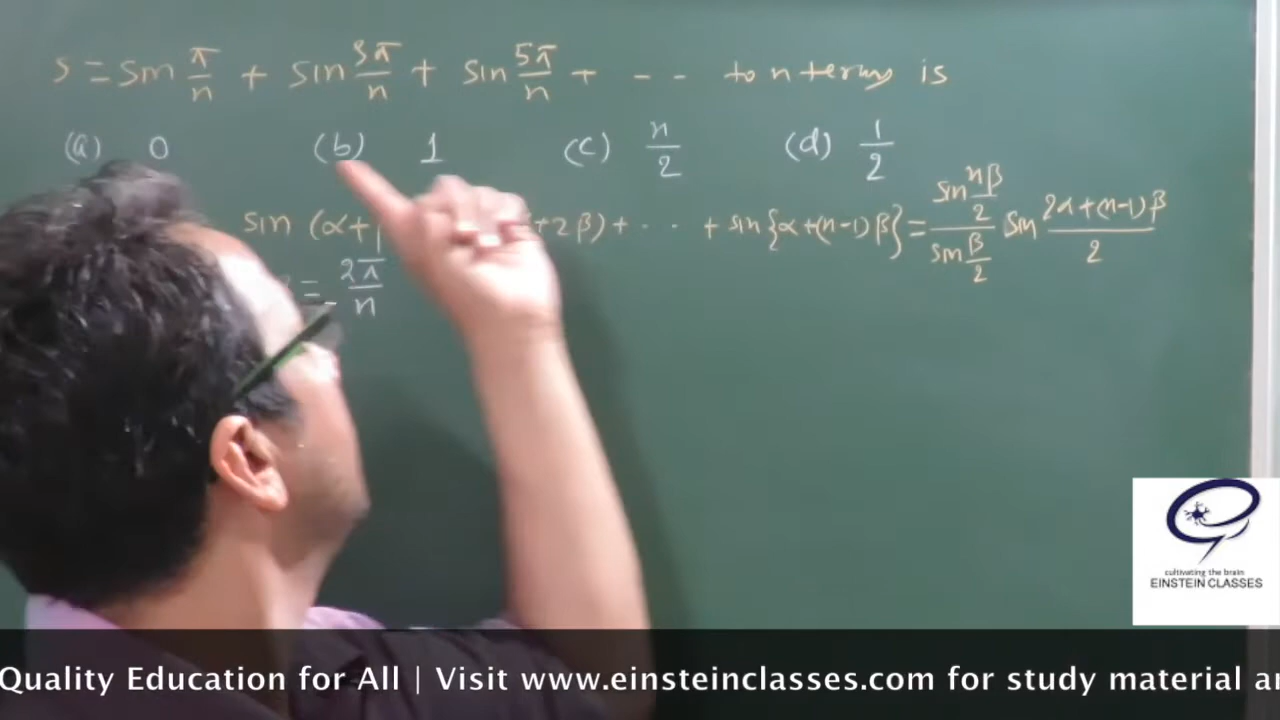 S = sin π/n + sin 3π/n + sin 5π/n + - - to n terms is
(a) 0 (b) 1 (c) n/2 (d) 1/2
sin (α+ +2β) + ··· + sin{α+(n-1)β} = sin nβ/2 / sin β/2 sin 2α+(n-1)β / 2
= 2π/n
cultivating the brain
EINSTEIN CLASSES
Quality Education for All | Visit www.einsteinclasses.com for study material